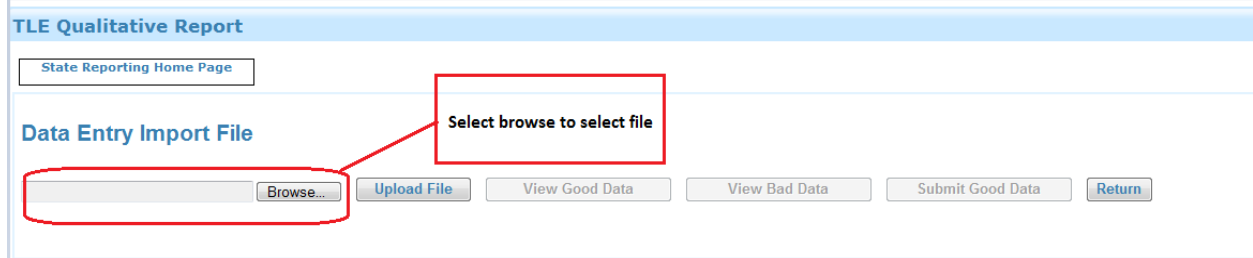 TLE Qualitative Report
State Reporting Home Page
Select browse to select file
Data Entry Import File
Browse... Upload File View Good Data View Bad Data Submit Good Data Return